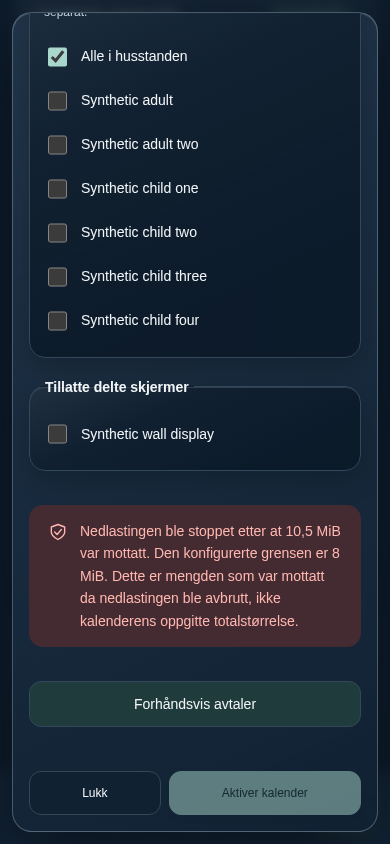 separat.
Alle i husstanden
Synthetic adult
Synthetic adult two
Synthetic child one
Synthetic child two
Synthetic child three
Synthetic child four
Tillatte delte skjermer
Synthetic wall display
Nedlastingen ble stoppet etter at 10,5 MiB
var mottatt. Den konfigurerte grensen er 8
MiB. Dette er mengden som var mottatt
da nedlastingen ble avbrutt, ikke
kalenderens oppgitte totalstørrelse.
Forhåndsvis avtaler
Lukk
Aktiver kalender